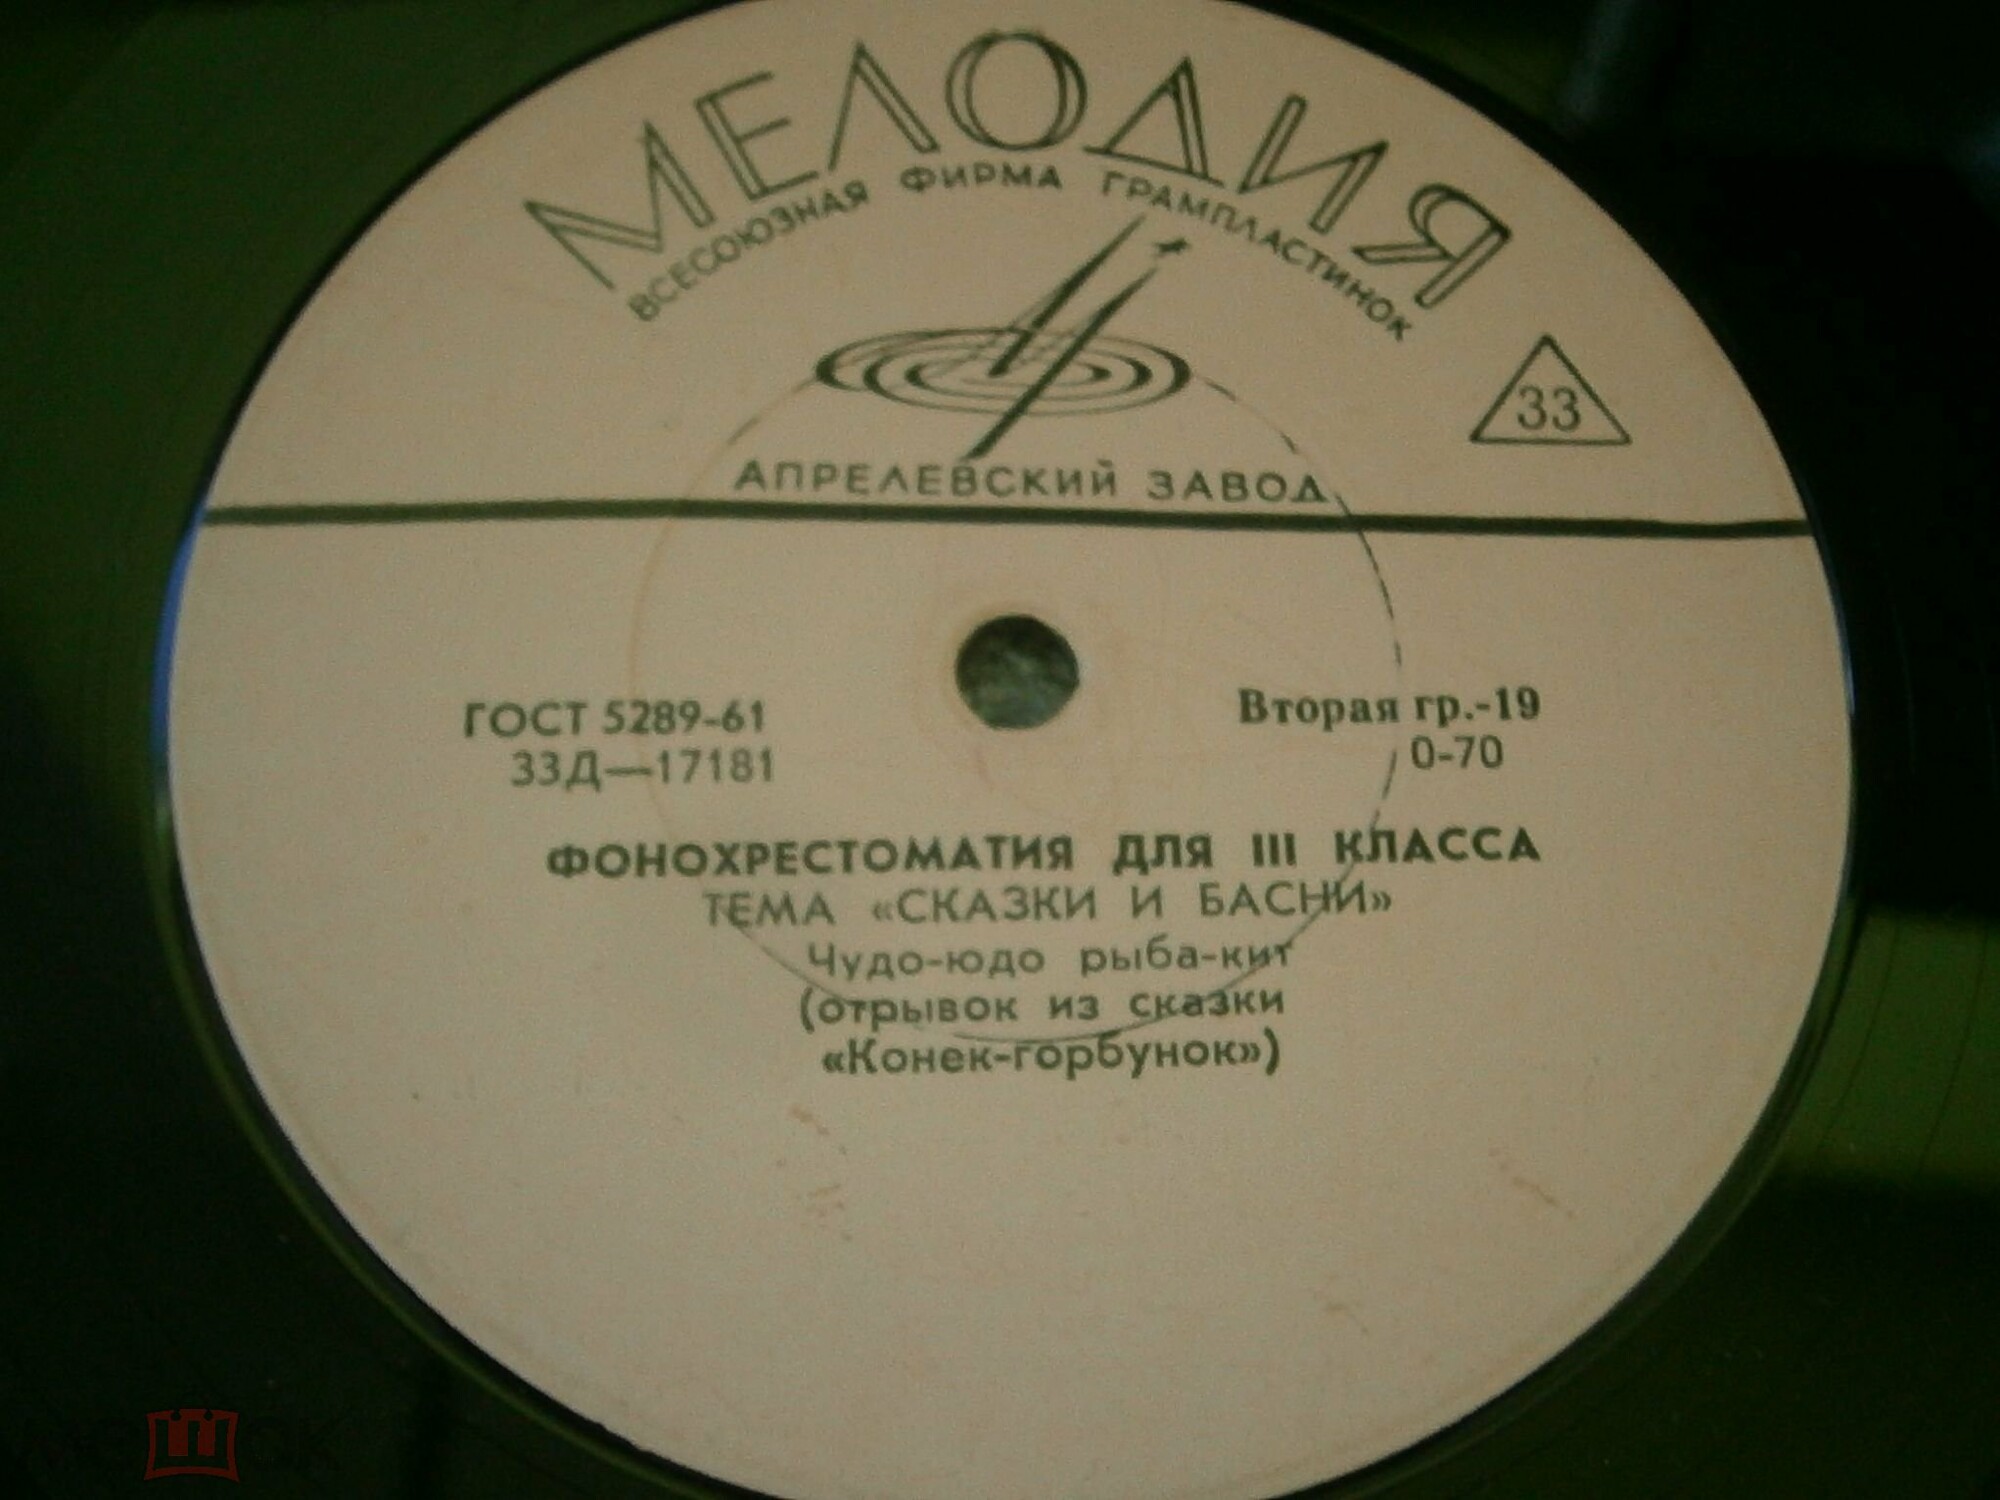 МЕЛОДИЯ
ВСЕСОЮЗНАЯ ФИРМА ГРАМПЛАСТИНОК
33
АПРЕЛЕВСКИЙ ЗАВОД
ГОСТ 5289-61
Вторая гр.-19
33Д—17181
0-70
ФОНОХРЕСТОМАТИЯ ДЛЯ III КЛАССА
ТЕМА «СКАЗКИ И БАСНИ»
Чудо-юдо рыба-кит
(отрывок из сказки
«Конек-горбунок»)